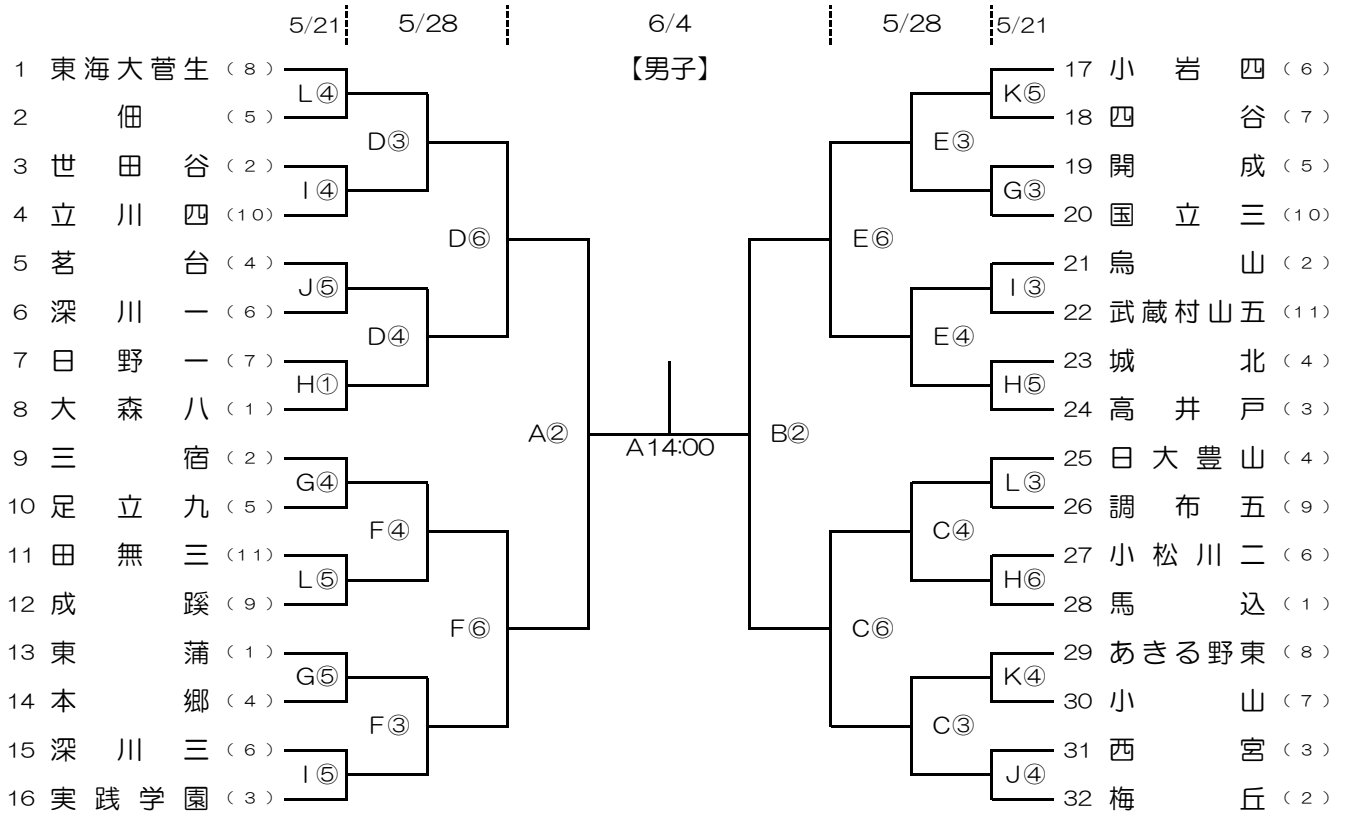 5/21 5/28 6/4 5/28 5/21
【男子】
1 東海大菅生 (8)
L④
2 佃 (5)
D③
3 世田谷 (2)
I④
4 立川四 (10)
D⑥
5 茗台 (4)
J⑤
6 深川一 (6)
D④
7 日野一 (7)
H①
8 大森八 (1)
A②
9 三宿 (2)
G④
10 足立九 (5)
F④
11 田無三 (11)
L⑤
12 成蹊 (9)
F⑥
13 東蒲 (1)
G⑤
14 本郷 (4)
F③
15 深川三 (6)
I⑤
16 実践学園 (3)
A14:00
17 小岩四 (6)
K⑤
18 四谷 (7)
E③
19 開成 (5)
G③
20 国立三 (10)
E⑥
21 烏山 (2)
I③
22 武蔵村山五 (11)
E④
23 城北 (4)
H⑤
24 高井戸 (3)
B②
25 日大豊山 (4)
L③
26 調布五 (9)
C④
27 小松川二 (6)
H⑥
28 馬込 (1)
C⑥
29 あきる野東 (8)
K④
30 小山 (7)
C③
31 西宮 (3)
J④
32 梅丘 (2)